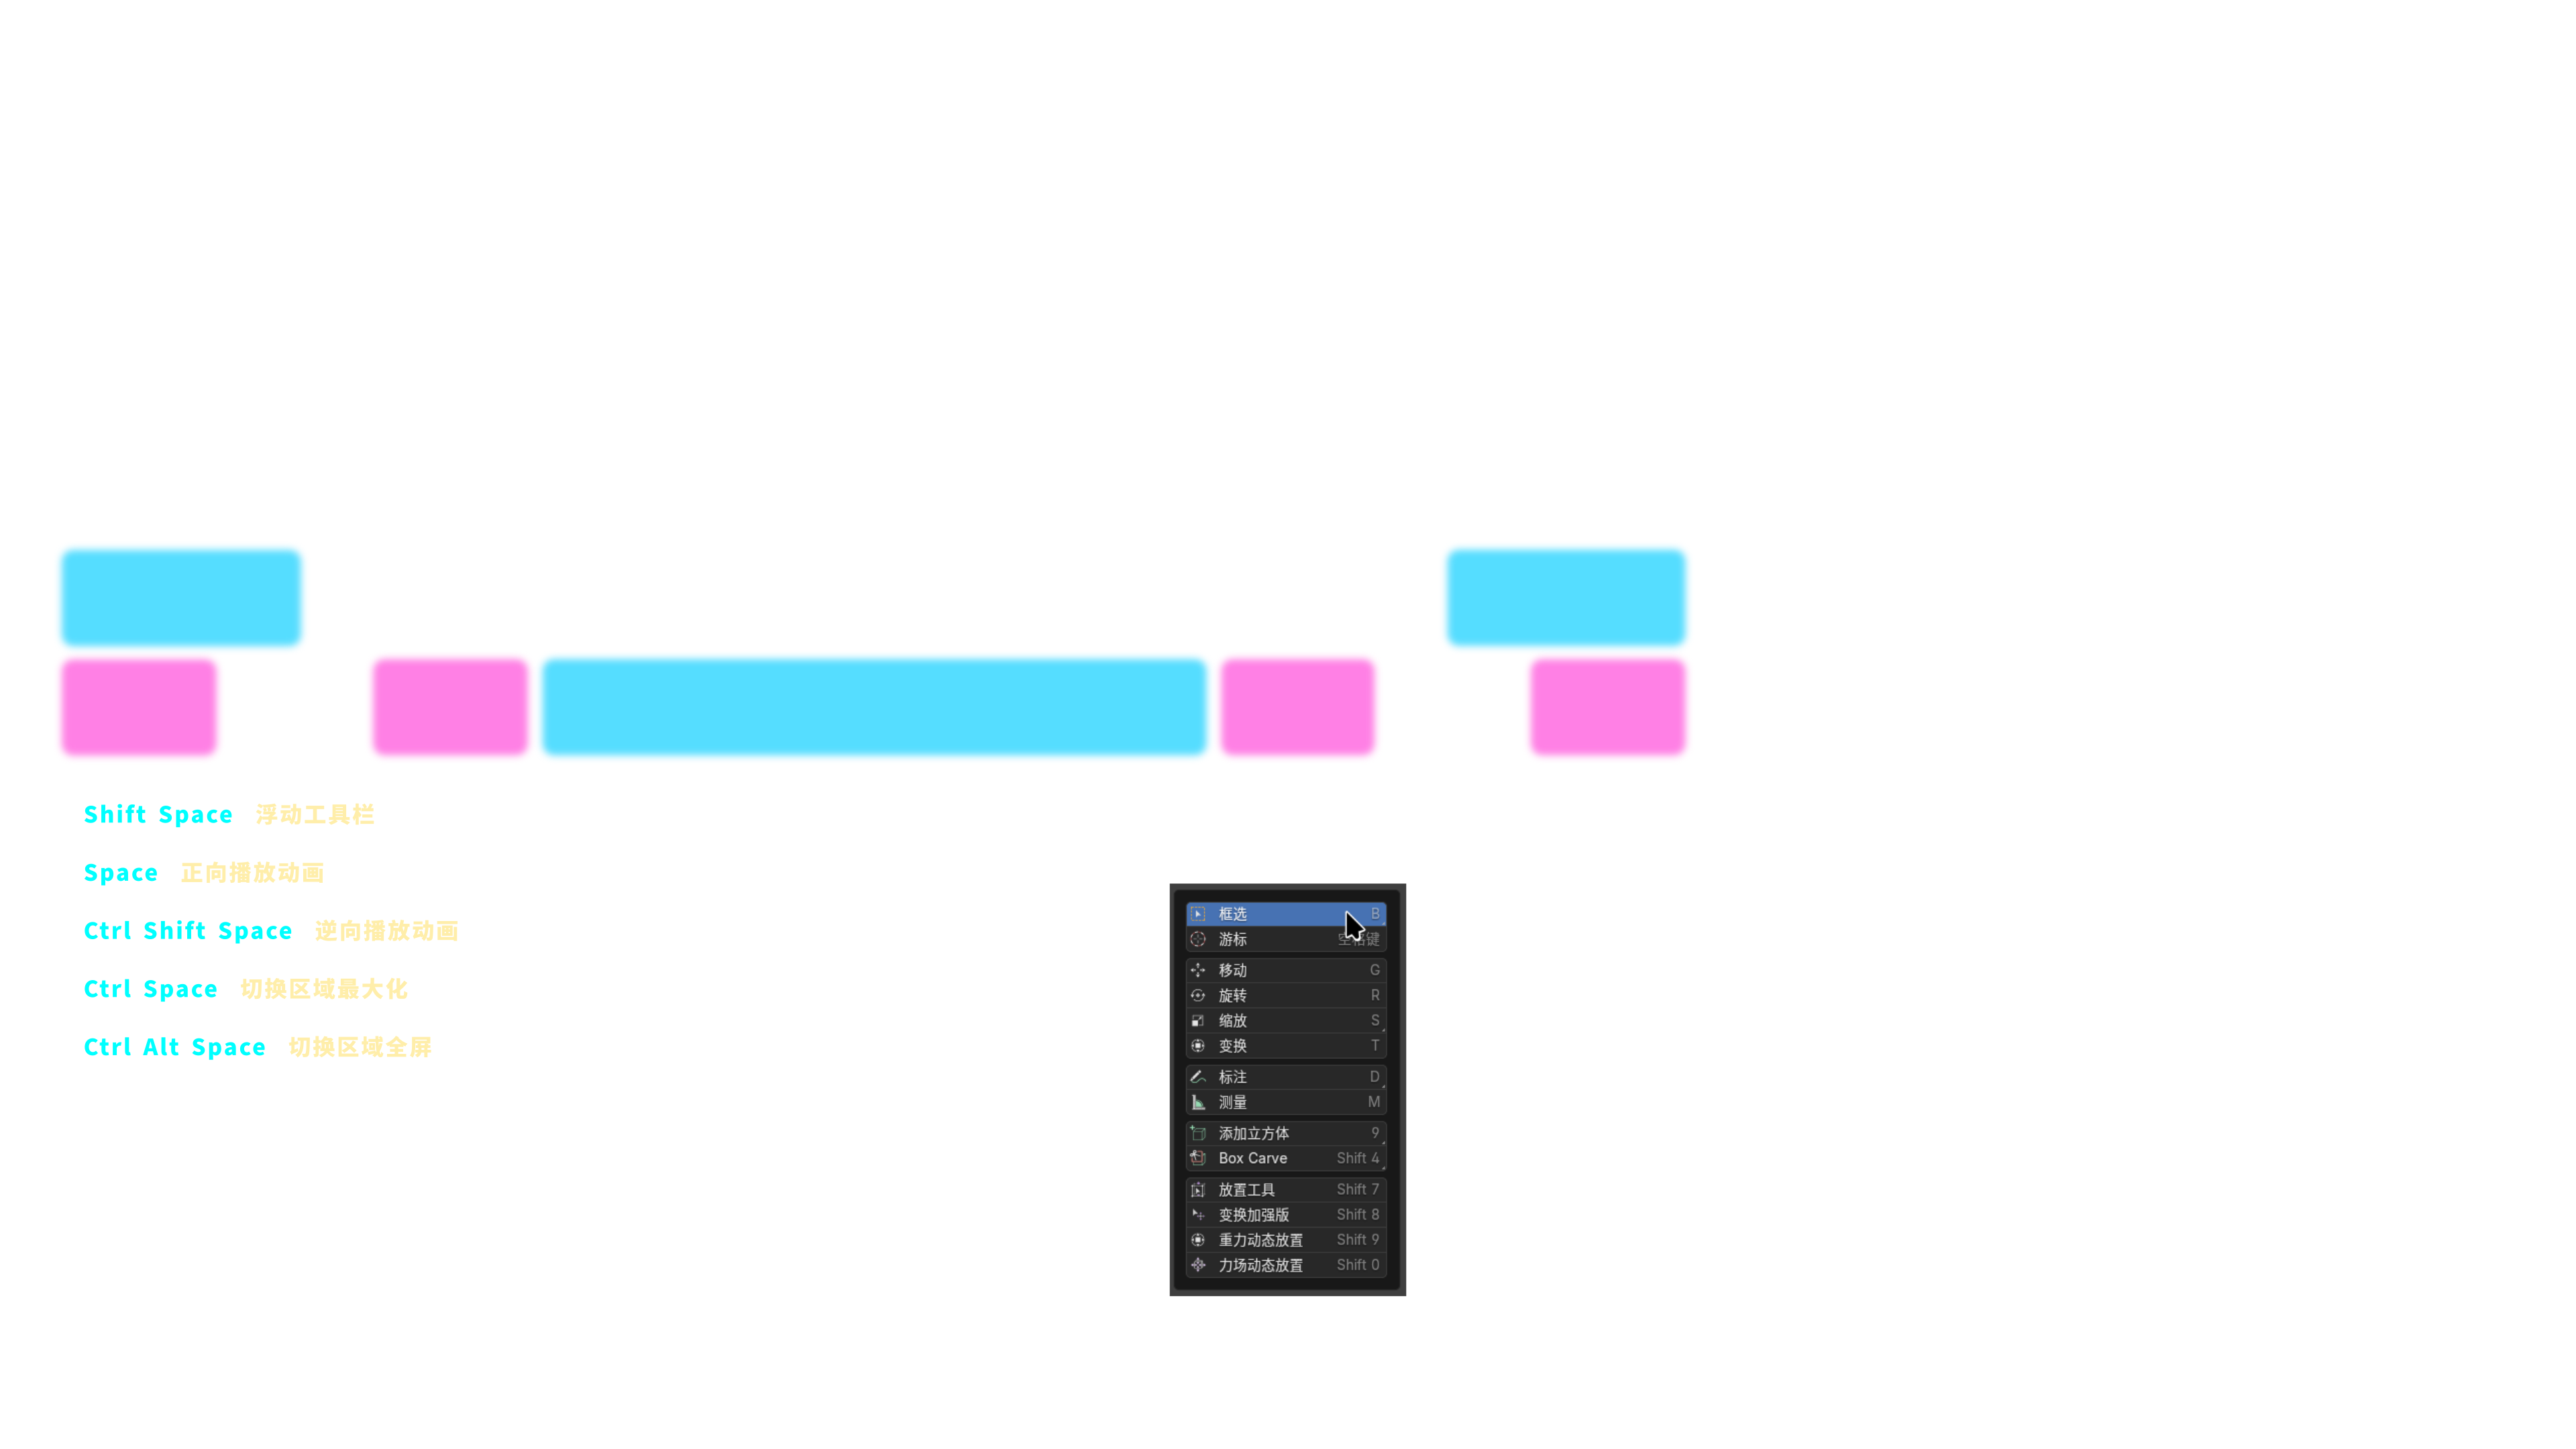 Shift Space 浮动工具栏
Space 正向播放动画
Ctrl Shift Space 逆向播放动画
Ctrl Space 切换区域最大化
Ctrl Alt Space 切换区域全屏
框选 B
游标 空格键
移动 G
旋转 R
缩放 S
变换 T
标注 D
测量 M
添加立方体 9
Box Carve Shift 4
放置工具 Shift 7
变换加强版 Shift 8
重力动态放置 Shift 9
力场动态放置 Shift 0